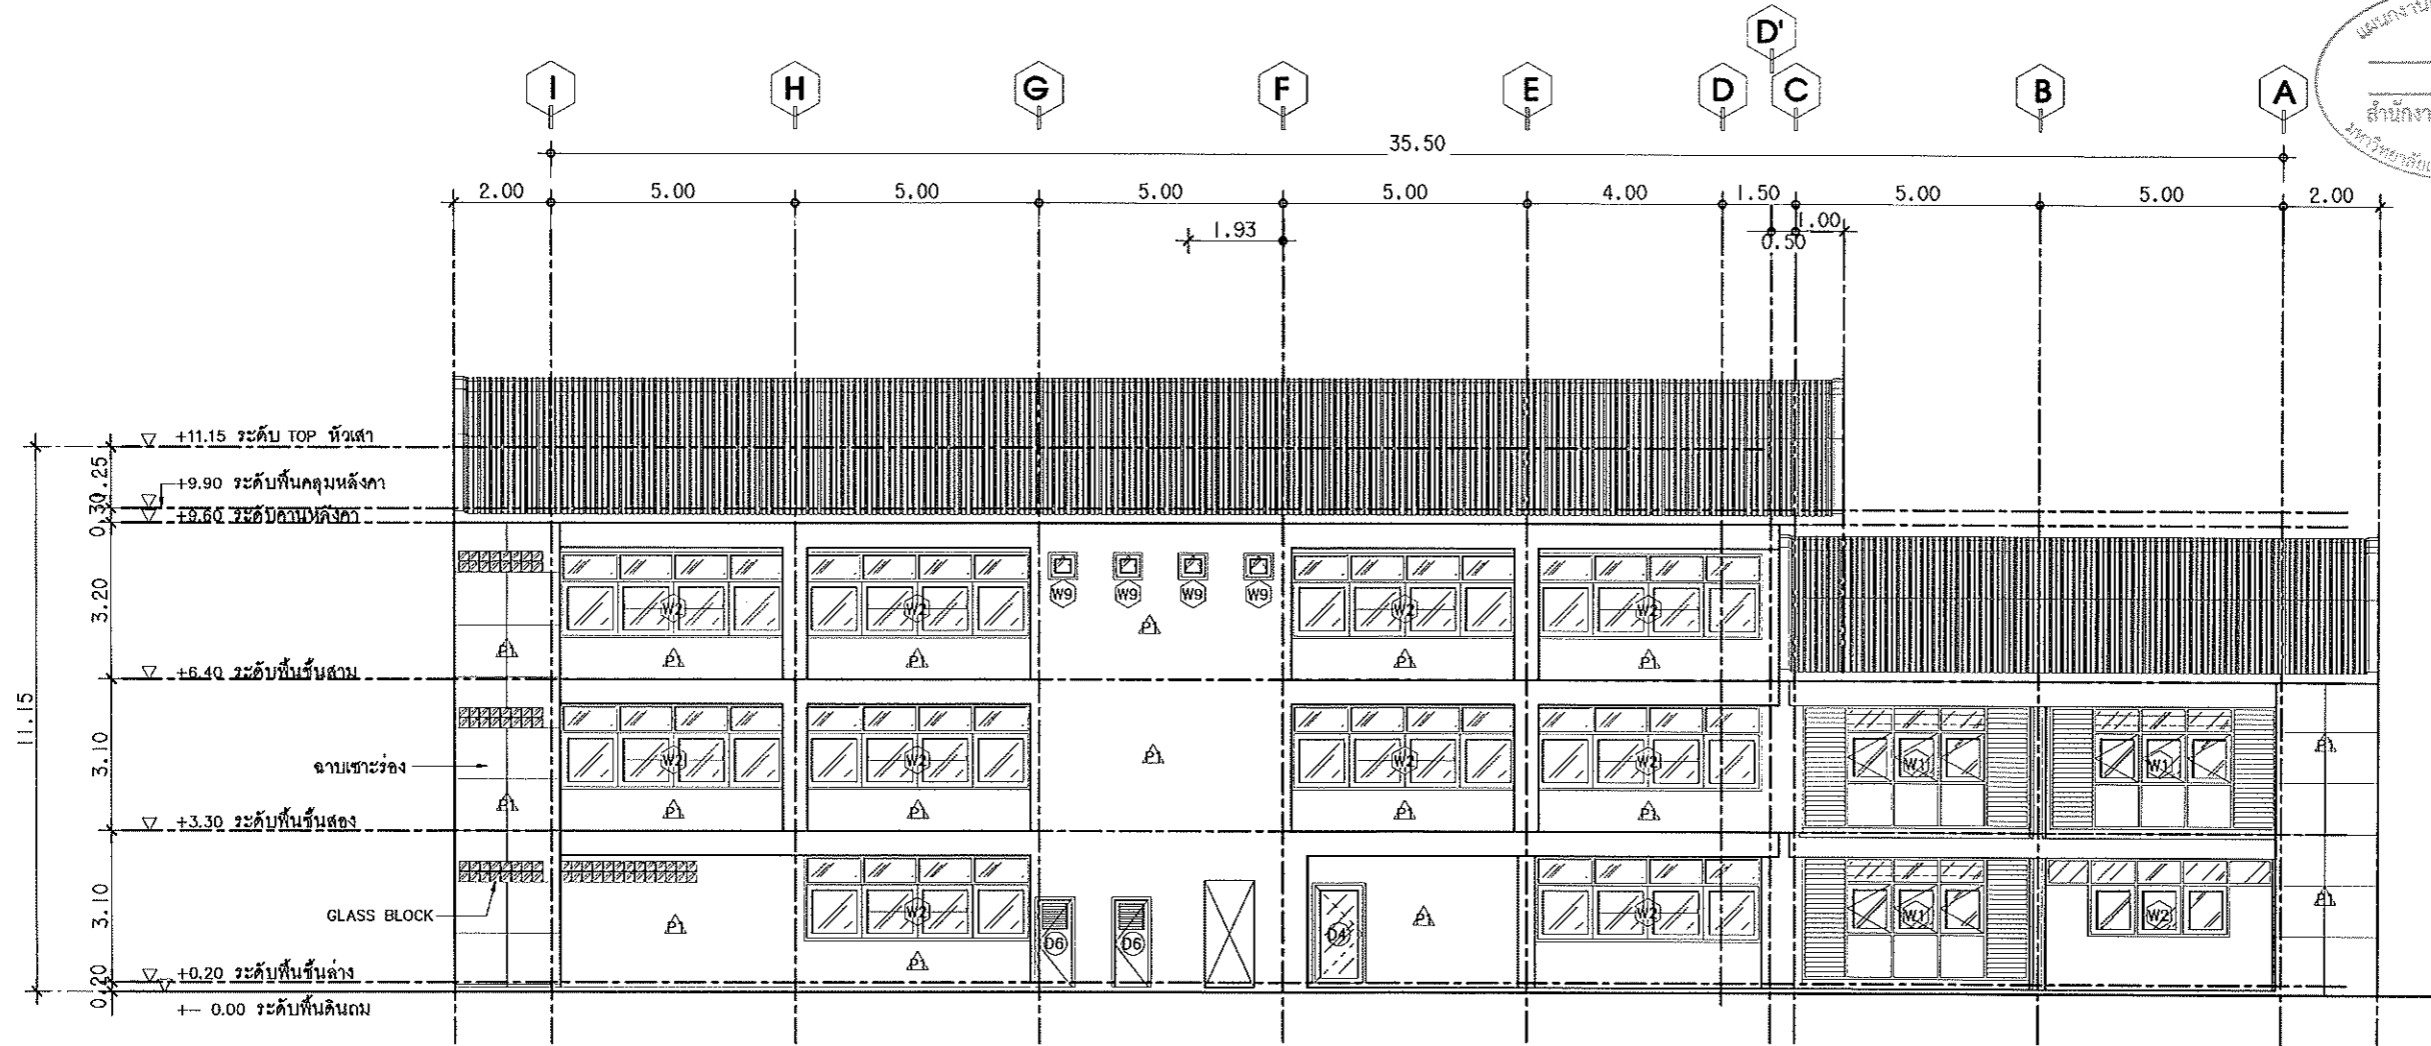 D'
I H G F E D C B A
35.50
2.00 5.00 5.00 5.00 5.00 4.00 1.50 5.00 5.00 2.00
1.93 0.50 1.00
+11.15 ระดับ TOP หัวเสา
+9.90 ระดับพื้นคลุมหลังคา
+9.60 ระดับคานหลังคา
0.30 .25
3.20
W9 W9 W9 W9
W2 W2 W2 W2
P1 P1 P1 P1 P1 P1
+6.40 ระดับพื้นชั้นสาม
11.15
3.10
ฉาบเซาะร่อง
W2 W2 W2 W2 W1 W1
P1 P1
P1 P1 P1 P1 P1
+3.30 ระดับพื้นชั้นสอง
3.10
GLASS BLOCK
W2 W2 W1 W2
P1 P1 P1
D6 D6 D4
P1
+0.20 ระดับพื้นชั้นล่าง
0.20
+- 0.00 ระดับพื้นดินถม